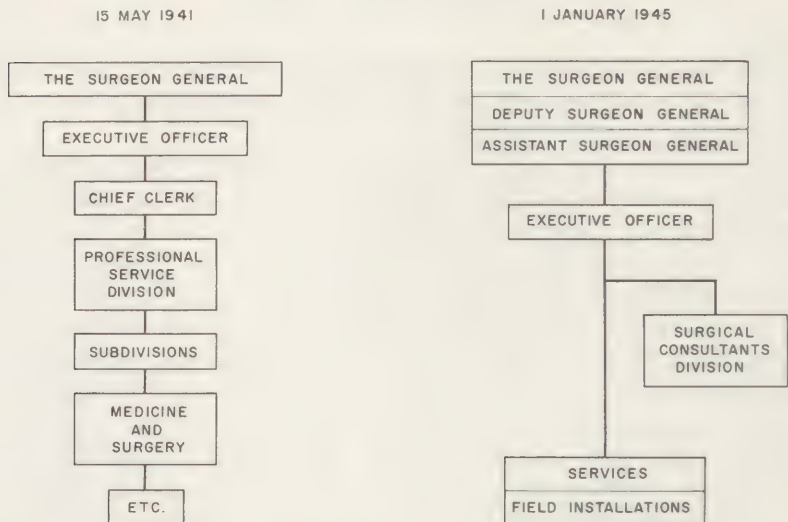 15 MAY 1941
THE SURGEON GENERAL
EXECUTIVE OFFICER
CHIEF CLERK
PROFESSIONAL
SERVICE
DIVISION
SUBDIVISIONS
MEDICINE
AND
SURGERY
ETC.
1 JANUARY 1945
THE SURGEON GENERAL
DEPUTY SURGEON GENERAL
ASSISTANT SURGEON GENERAL
EXECUTIVE OFFICER
SURGICAL
CONSULTANTS
DIVISION
SERVICES
FIELD INSTALLATIONS